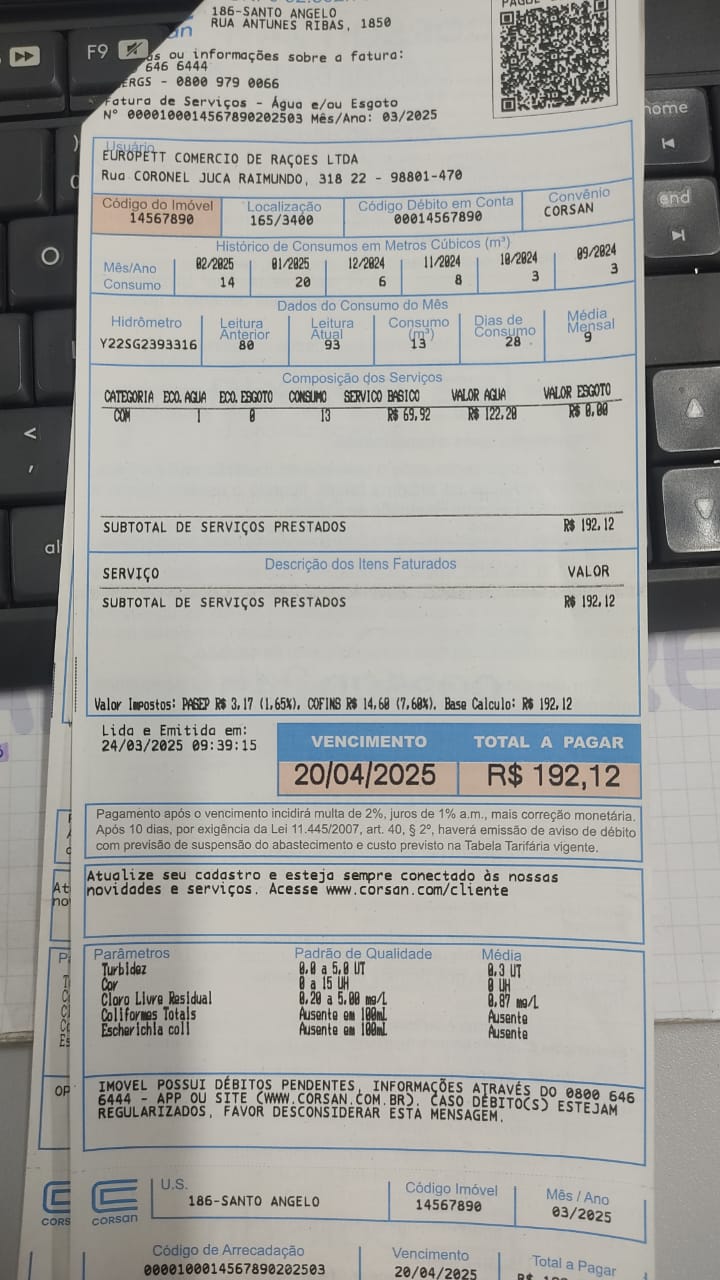 186-SANTO ANGELO
RUA ANTUNES RIBAS, 1850
ou informações sobre a fatura:
646 6444
- 0800 979 0066
Fatura de Serviços - Água e/ou Esgoto
Nº 0000100014567890202503 Mês/Ano: 03/2025
Usuário
EUROPETT COMERCIO DE RAÇOES LTDA
Rua CORONEL JUCA RAIMUNDO, 318 22 - 98801-470
Código do Imóvel Localização Código Débito em Conta Convênio
14567890 165/3400 00014567890 CORSAN
Histórico de Consumos em Metros Cúbicos (m³)
Mês/Ano 02/2025 01/2025 12/2024 11/2024 10/2024 09/2024
Consumo 14 20 6 8 3 3
Dados do Consumo do Mês
Hidrômetro Leitura Anterior Leitura Atual Consumo (m³) Dias de Consumo Média Mensal
Y22SG2393316 80 93 13 28 9
Composição dos Serviços
CATEGORIA ECO. AGUA ECO. ESGOTO CONSUMO SERVICO BASICO VALOR AGUA VALOR ESGOTO
COM 1 0 13 R$ 69,92 R$ 122,20 R$ 0,00
SUBTOTAL DE SERVIÇOS PRESTADOS R$ 192,12
Descrição dos Itens Faturados
SERVIÇO VALOR
SUBTOTAL DE SERVIÇOS PRESTADOS R$ 192,12
Valor Impostos: PASEP R$ 3,17 (1,65%), COFINS R$ 14,60 (7,60%). Base Calculo: R$ 192,12
Lida e Emitida em:
24/03/2025 09:39:15
VENCIMENTO TOTAL A PAGAR
20/04/2025 R$ 192,12
Pagamento após o vencimento incidirá multa de 2%, juros de 1% a.m., mais correção monetária.
Após 10 dias, por exigência da Lei 11.445/2007, art. 40, § 2º, haverá emissão de aviso de débito
com previsão de suspensão do abastecimento e custo previsto na Tabela Tarifária vigente.
Atualize seu cadastro e esteja sempre conectado às nossas
novidades e serviços. Acesse www.corsan.com/cliente
Parâmetros Padrão de Qualidade Média
Turbidez 0,0 a 5,0 UT 0,3 UT
Cor 0 a 15 UH 0 UH
Cloro Livre Residual 0,20 a 5,00 mg/L 0,87 mg/L
Coliformes Totais Ausente em 100mL Ausente
Escherichia coli Ausente em 100mL Ausente
IMOVEL POSSUI DÉBITOS PENDENTES, INFORMAÇÕES ATRAVÉS DO 0800 646
6444 - APP OU SITE (WWW.CORSAN.COM.BR). CASO DÉBITO(S) ESTEJAM
REGULARIZADOS, FAVOR DESCONSIDERAR ESTA MENSAGEM.
corsan
U.S. Código Imóvel Mês / Ano
186-SANTO ANGELO 14567890 03/2025
Código de Arrecadação Vencimento Total a Pagar
0000100014567890202503 20/04/2025
F9
home
end
O